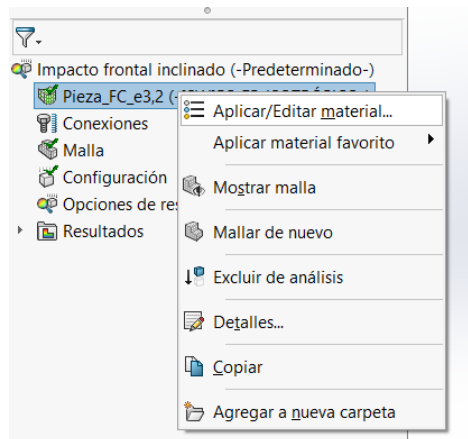 Impacto frontal inclinado (-Predeterminado-)
Pieza_FC_e3,2 (-
Conexiones
Malla
Configuración
Opciones de res
Resultados
Aplicar/Editar material...
Aplicar material favorito
Mostrar malla
Mallar de nuevo
Excluir de análisis
Detalles...
Copiar
Agregar a nueva carpeta